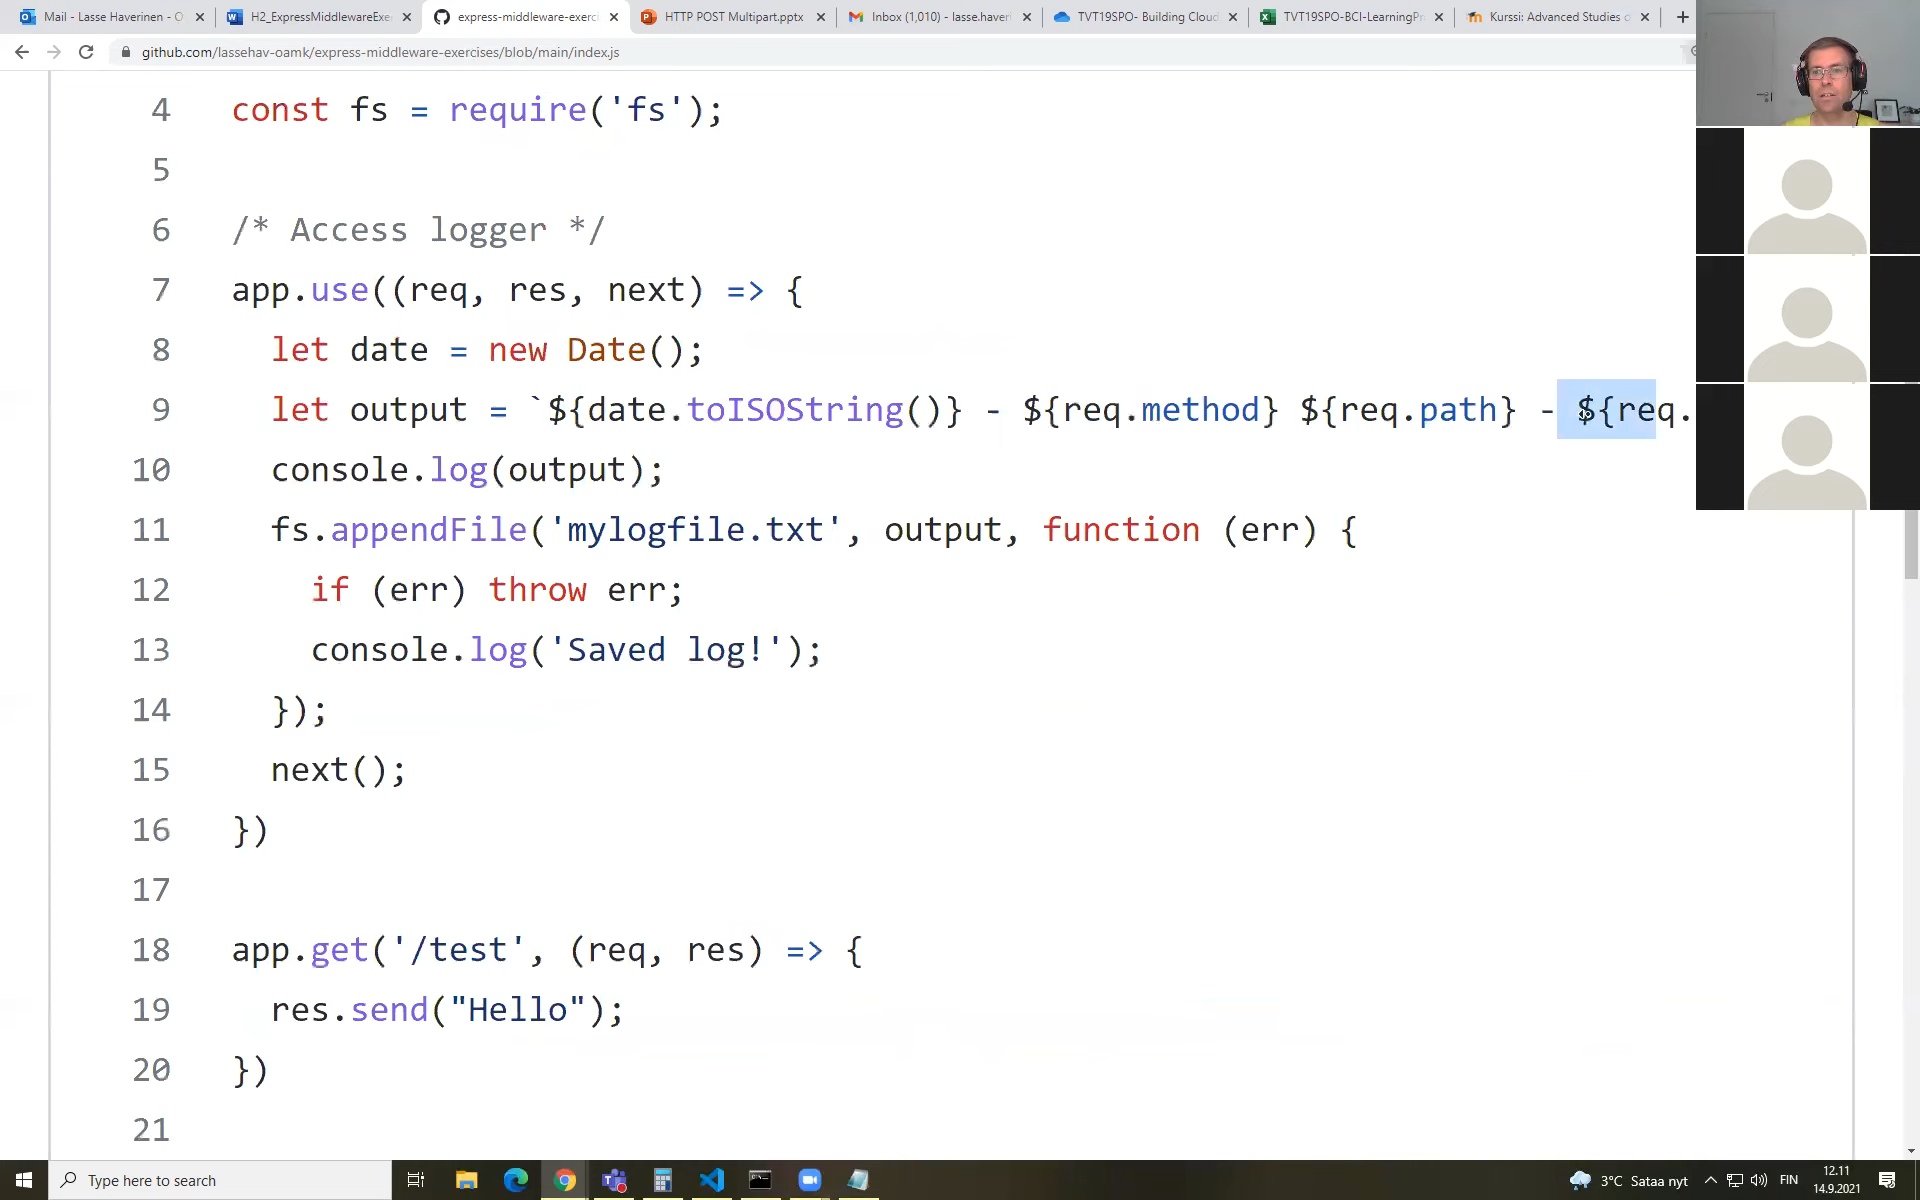 Mail - Lasse Haverinen - O
H2_ExpressMiddlewareExe
express-middleware-exerci
HTTP POST Multipart.pptx
Inbox (1,010) - lasse.haver
TVT19SPO- Building Cloud
TVT19SPO-BCI-LearningPr
Kurssi: Advanced Studies o
github.com/lassehav-oamk/express-middleware-exercises/blob/main/index.js
4 const fs = require('fs');
5
6 /* Access logger */
7 app.use((req, res, next) => {
8 let date = new Date();
9 let output = `${date.toISOString()} - ${req.method} ${req.path} - ${req.
10 console.log(output);
11 fs.appendFile('mylogfile.txt', output, function (err) {
12 if (err) throw err;
13 console.log('Saved log!');
14 });
15 next();
16 })
17
18 app.get('/test', (req, res) => {
19 res.send("Hello");
20 })
21
Type here to search
3°C Sataa nyt
FIN
12.11
14.9.2021